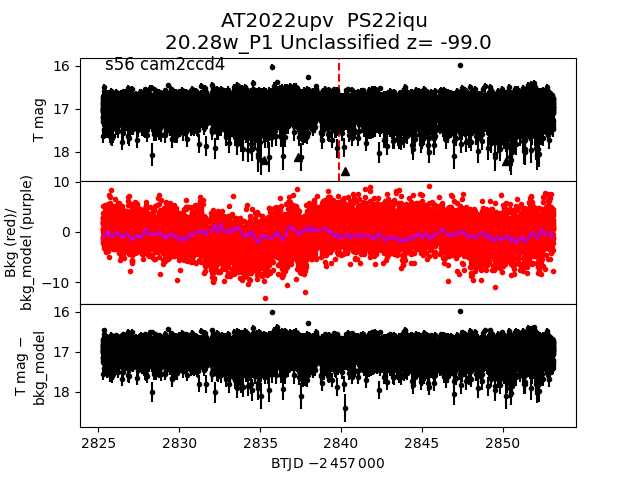 AT2022upv  PS22iqu
20.28w_P1 Unclassified z= -99.0
s56 cam2ccd4
16
17
18
T mag
10
0
−10
Bkg (red)/
bkg_model (purple)
16
17
18
T mag −
bkg_model
2825
2830
2835
2840
2845
2850
BTJD −2 457 000